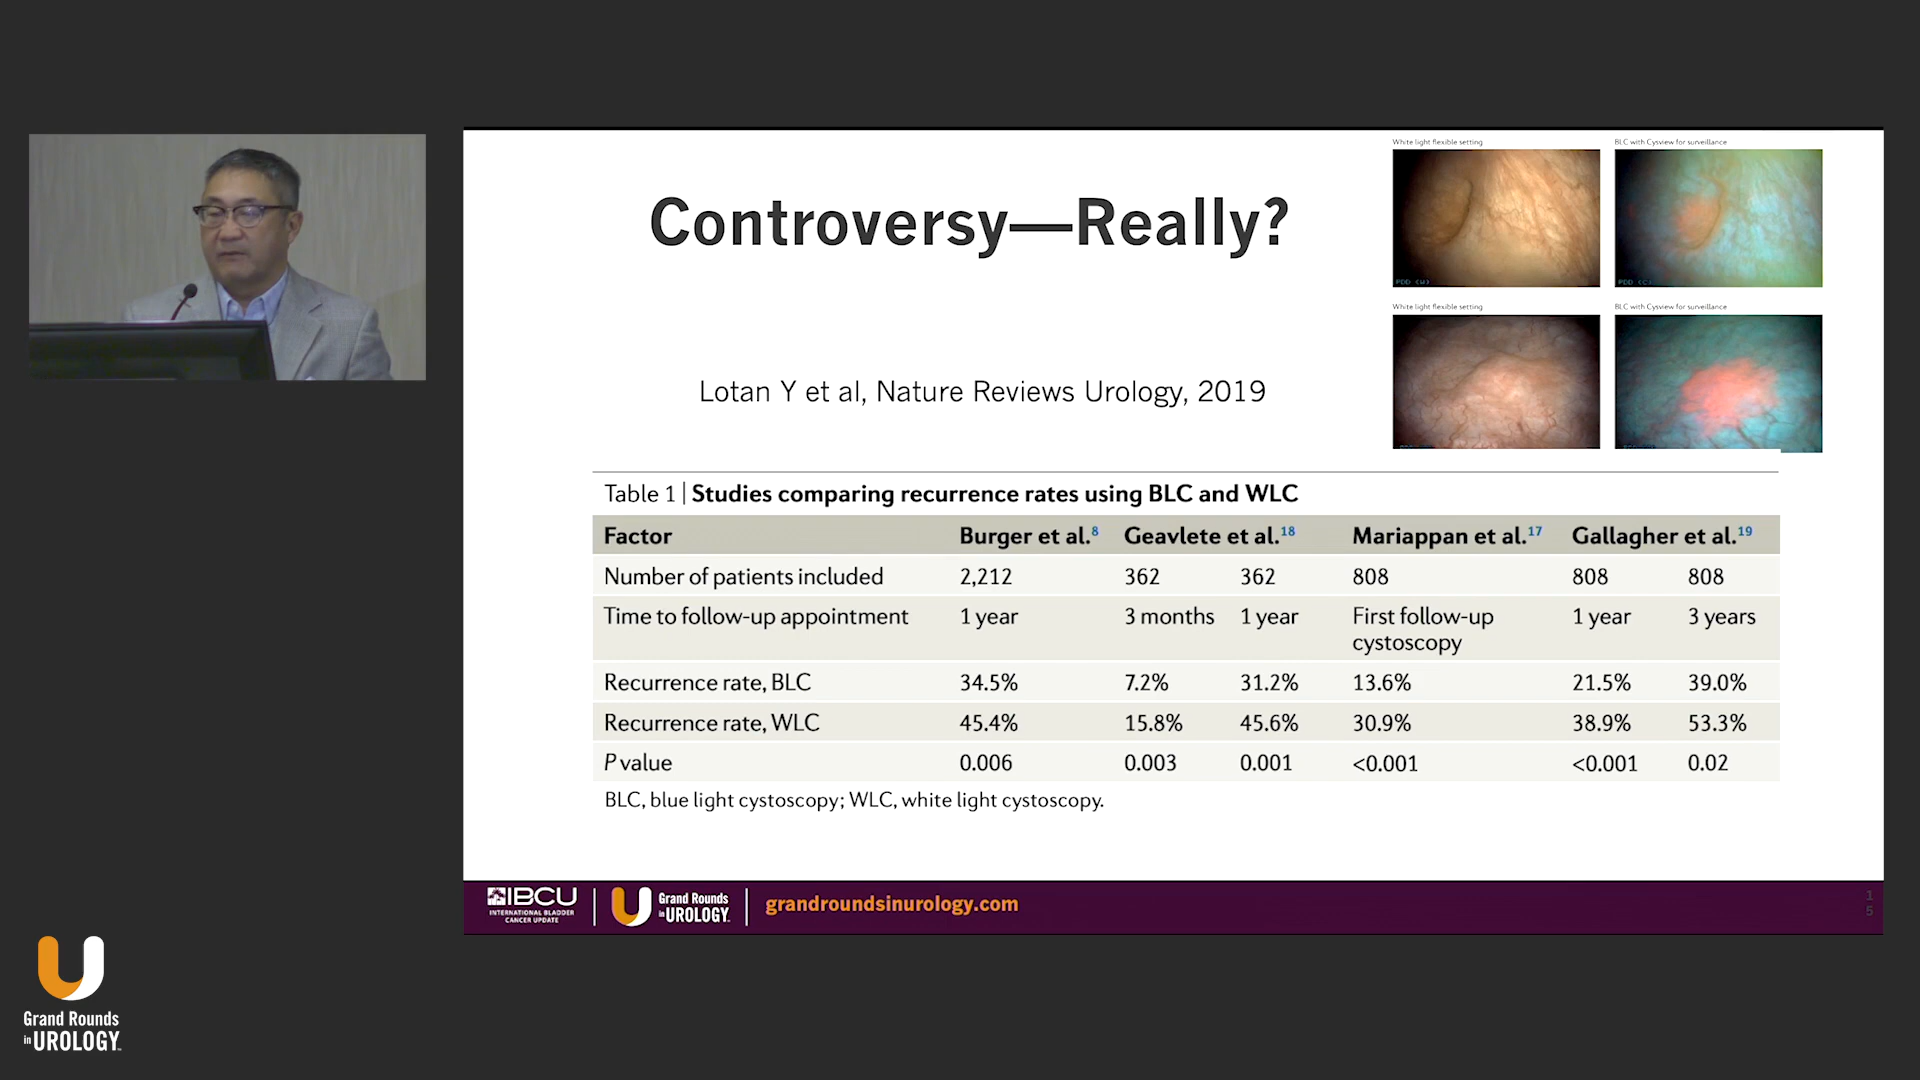 White light flexible setting
BLC with Cysview for surveillance
Controversy—Really?
PDD (W)
PDD (C)
White light flexible setting
BLC with Cysview for surveillance
Lotan Y et al, Nature Reviews Urology, 2019
Table 1 | Studies comparing recurrence rates using BLC and WLC
Factor Burger et al.8 Geavlete et al.18 Mariappan et al.17 Gallagher et al.19
Number of patients included 2,212 362 362 808 808 808
Time to follow-up appointment 1 year 3 months 1 year First follow-up cystoscopy 1 year 3 years
Recurrence rate, BLC 34.5% 7.2% 31.2% 13.6% 21.5% 39.0%
Recurrence rate, WLC 45.4% 15.8% 45.6% 30.9% 38.9% 53.3%
P value 0.006 0.003 0.001 <0.001 <0.001 0.02
BLC, blue light cystoscopy; WLC, white light cystoscopy.
IBCU
INTERNATIONAL BLADDER
CANCER UPDATE
Grand Rounds
in UROLOGY™
grandroundsinurology.com
1
5
Grand Rounds
in UROLOGY™